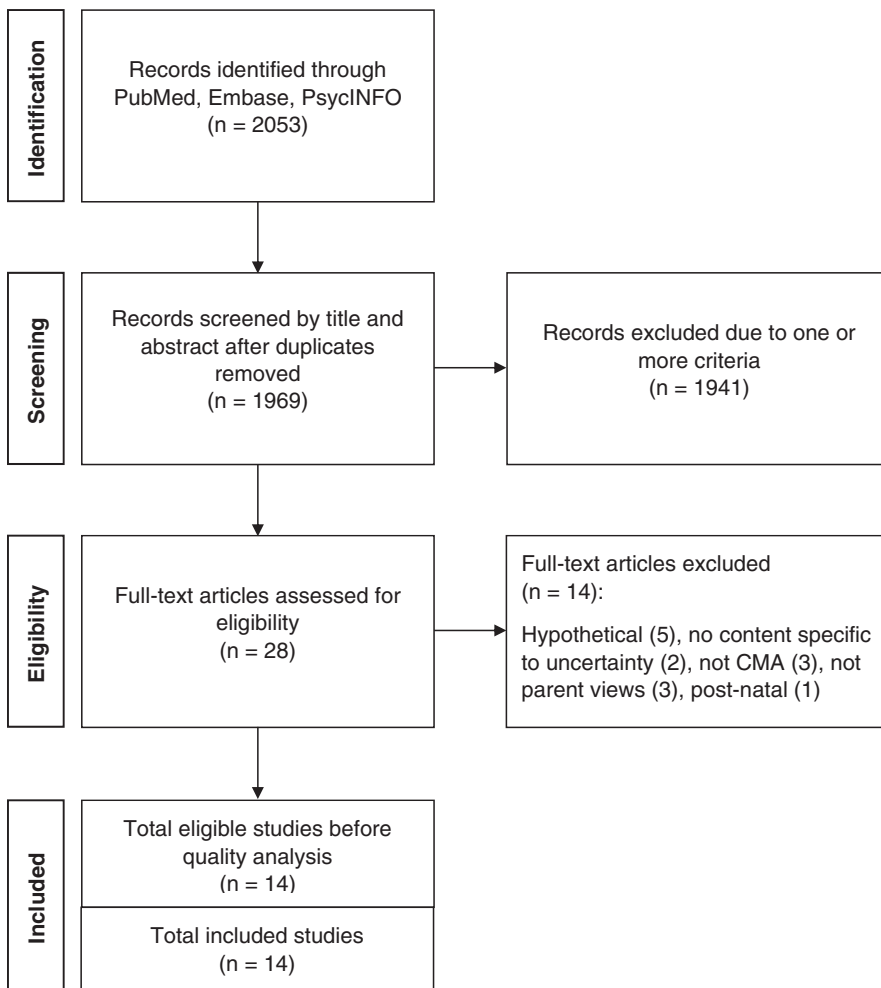 Identification
Records identified through
PubMed, Embase, PsycINFO
(n = 2053)
Screening
Records screened by title and
abstract after duplicates
removed
(n = 1969)
Records excluded due to one or
more criteria
(n = 1941)
Eligibility
Full-text articles assessed for
eligibility
(n = 28)
Full-text articles excluded
(n = 14):
Hypothetical (5), no content specific
to uncertainty (2), not CMA (3), not
parent views (3), post-natal (1)
Included
Total eligible studies before
quality analysis
(n = 14)
Total included studies
(n = 14)